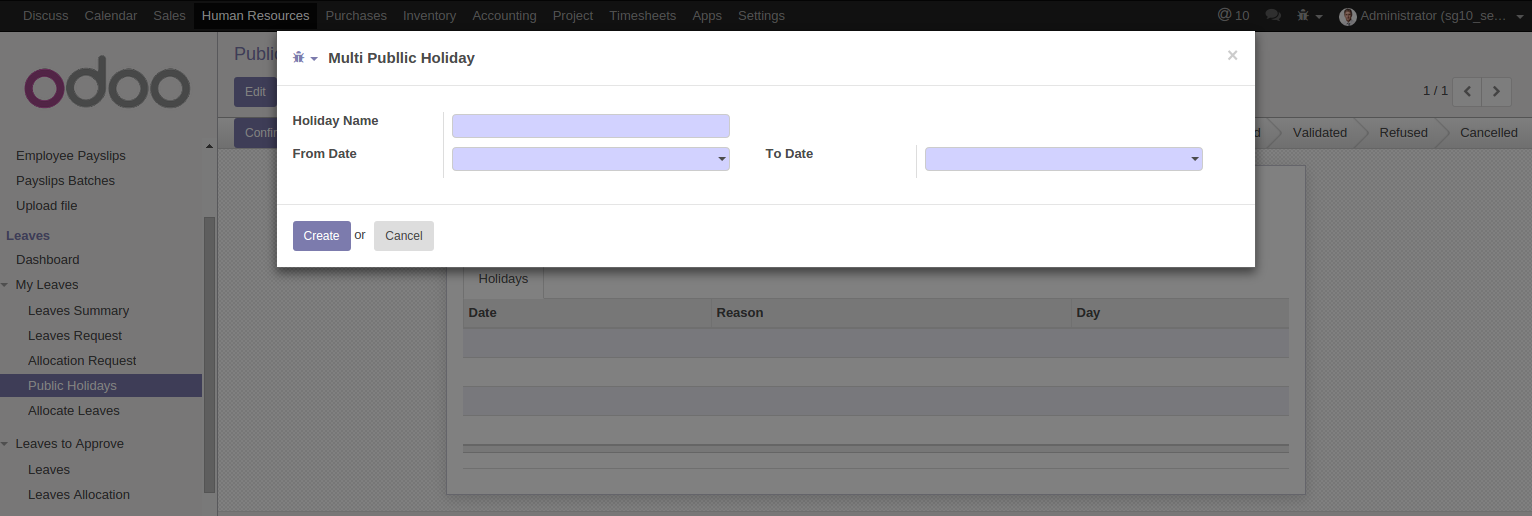 Discuss Calendar Sales Human Resources Purchases Inventory Accounting Project Timesheets Apps Settings @ 10 Administrator (sg10_se...
odoo
Employee Payslips
Payslips Batches
Upload file
Leaves
Dashboard
My Leaves
Leaves Summary
Leaves Request
Allocation Request
Public Holidays
Allocate Leaves
Leaves to Approve
Leaves
Leaves Allocation
Edit
1 / 1
Validated Refused Cancelled
Multi Publlic Holiday ×
Holiday Name
From Date To Date
Create or Cancel
Holidays
Date Reason Day